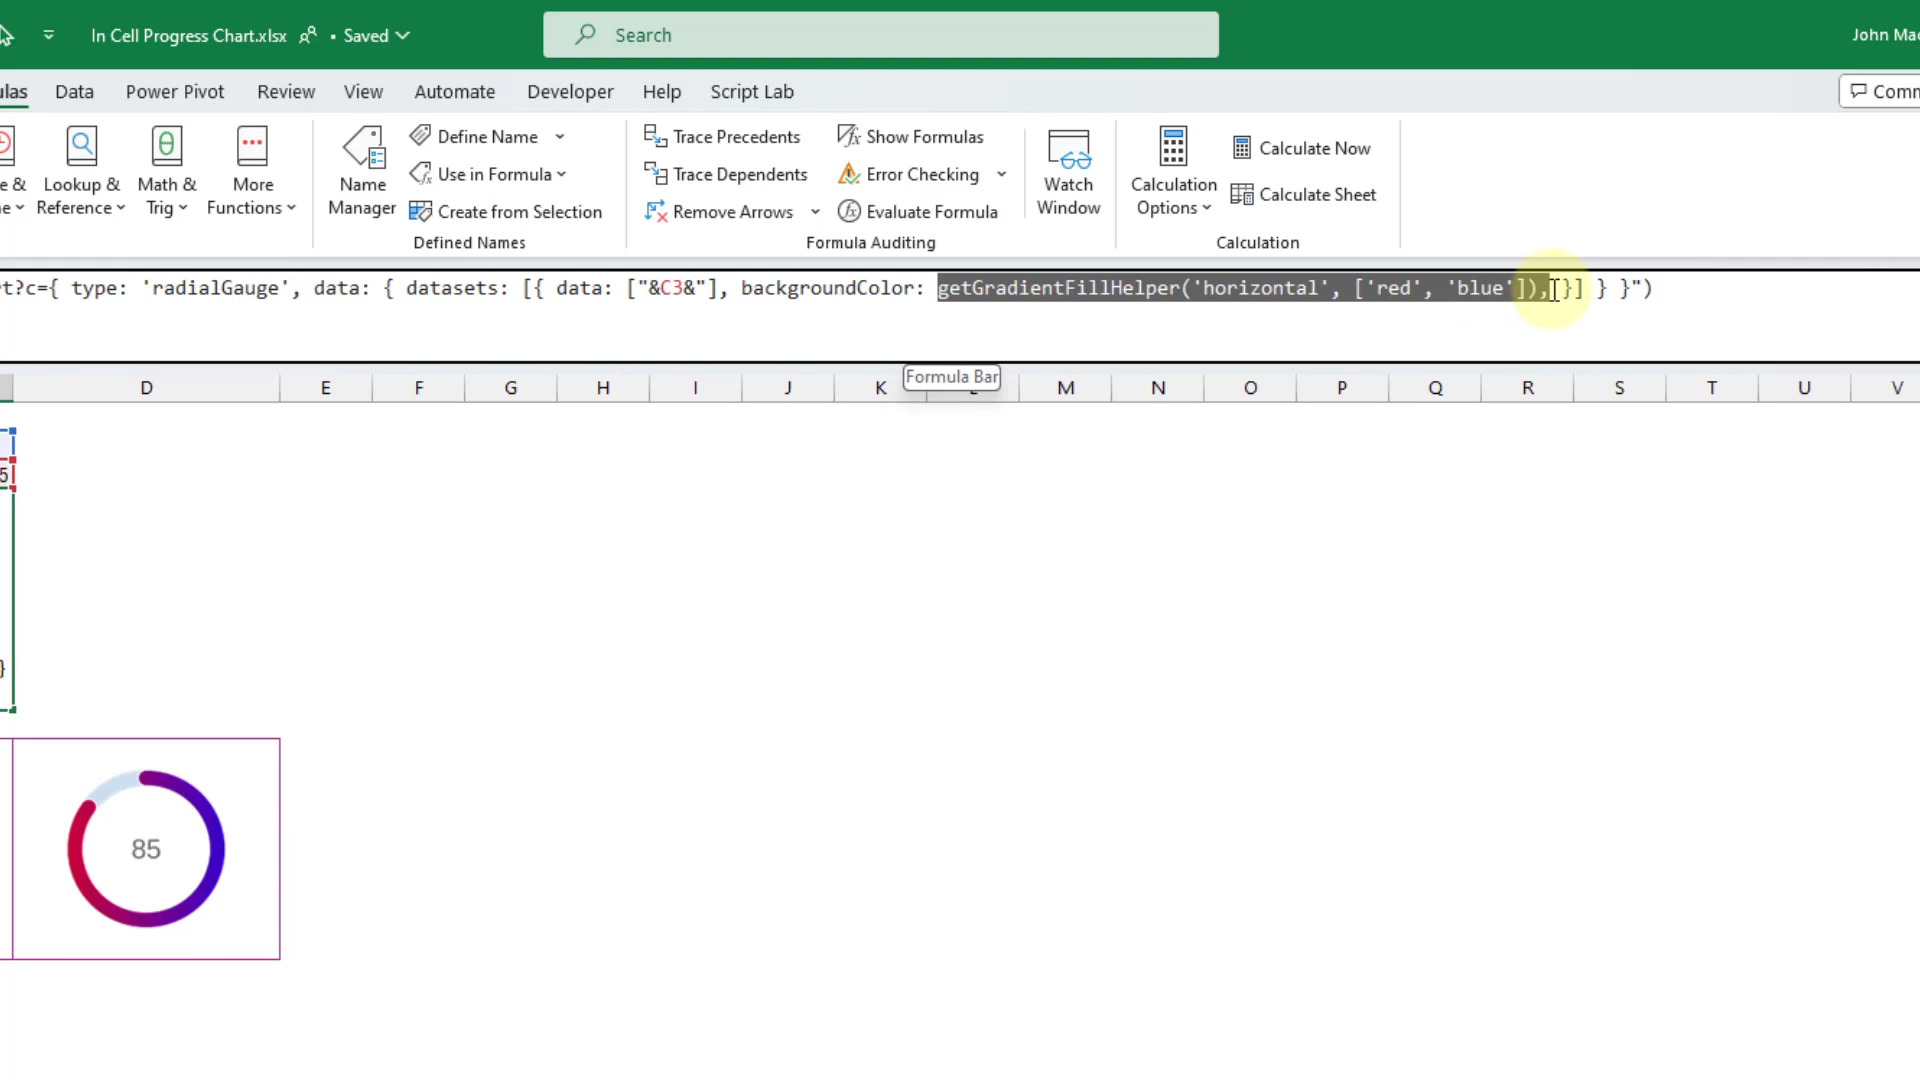 In Cell Progress Chart.xlsx • Saved
Search
John Mac
ulas Data Power Pivot Review View Automate Developer Help Script Lab
Comm
e & Lookup & Math & More
e Reference Trig Functions
Name
Manager
Define Name
Use in Formula
Create from Selection
Defined Names
Trace Precedents
Trace Dependents
Remove Arrows
Show Formulas
Error Checking
Evaluate Formula
Formula Auditing
Watch
Window
Calculation
Options
Calculate Now
Calculate Sheet
Calculation
t?c={ type: 'radialGauge', data: { datasets: [{ data: ["&C3&"], backgroundColor: getGradientFillHelper('horizontal', ['red', 'blue']), }] } }")
Formula Bar
D E F G H I J K L M N O P Q R S T U V
5
}
85